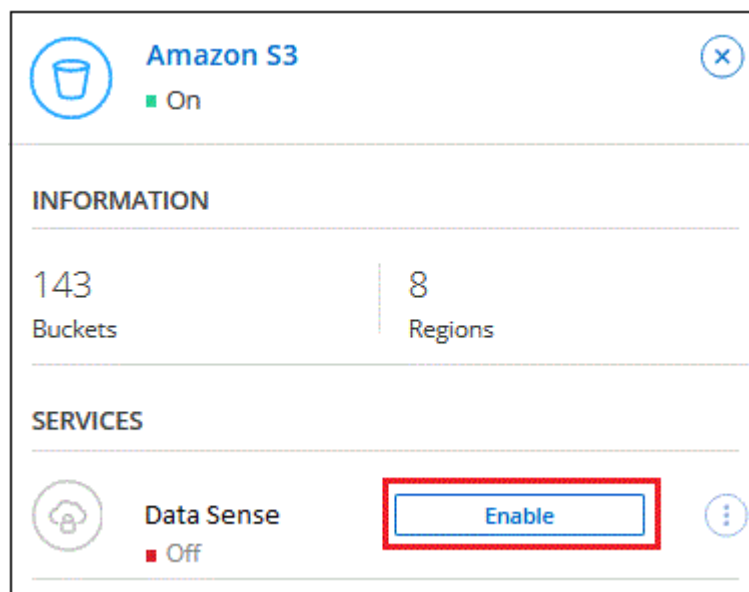 Amazon S3
On
INFORMATION
143
Buckets
8
Regions
SERVICES
Data Sense
Off
Enable